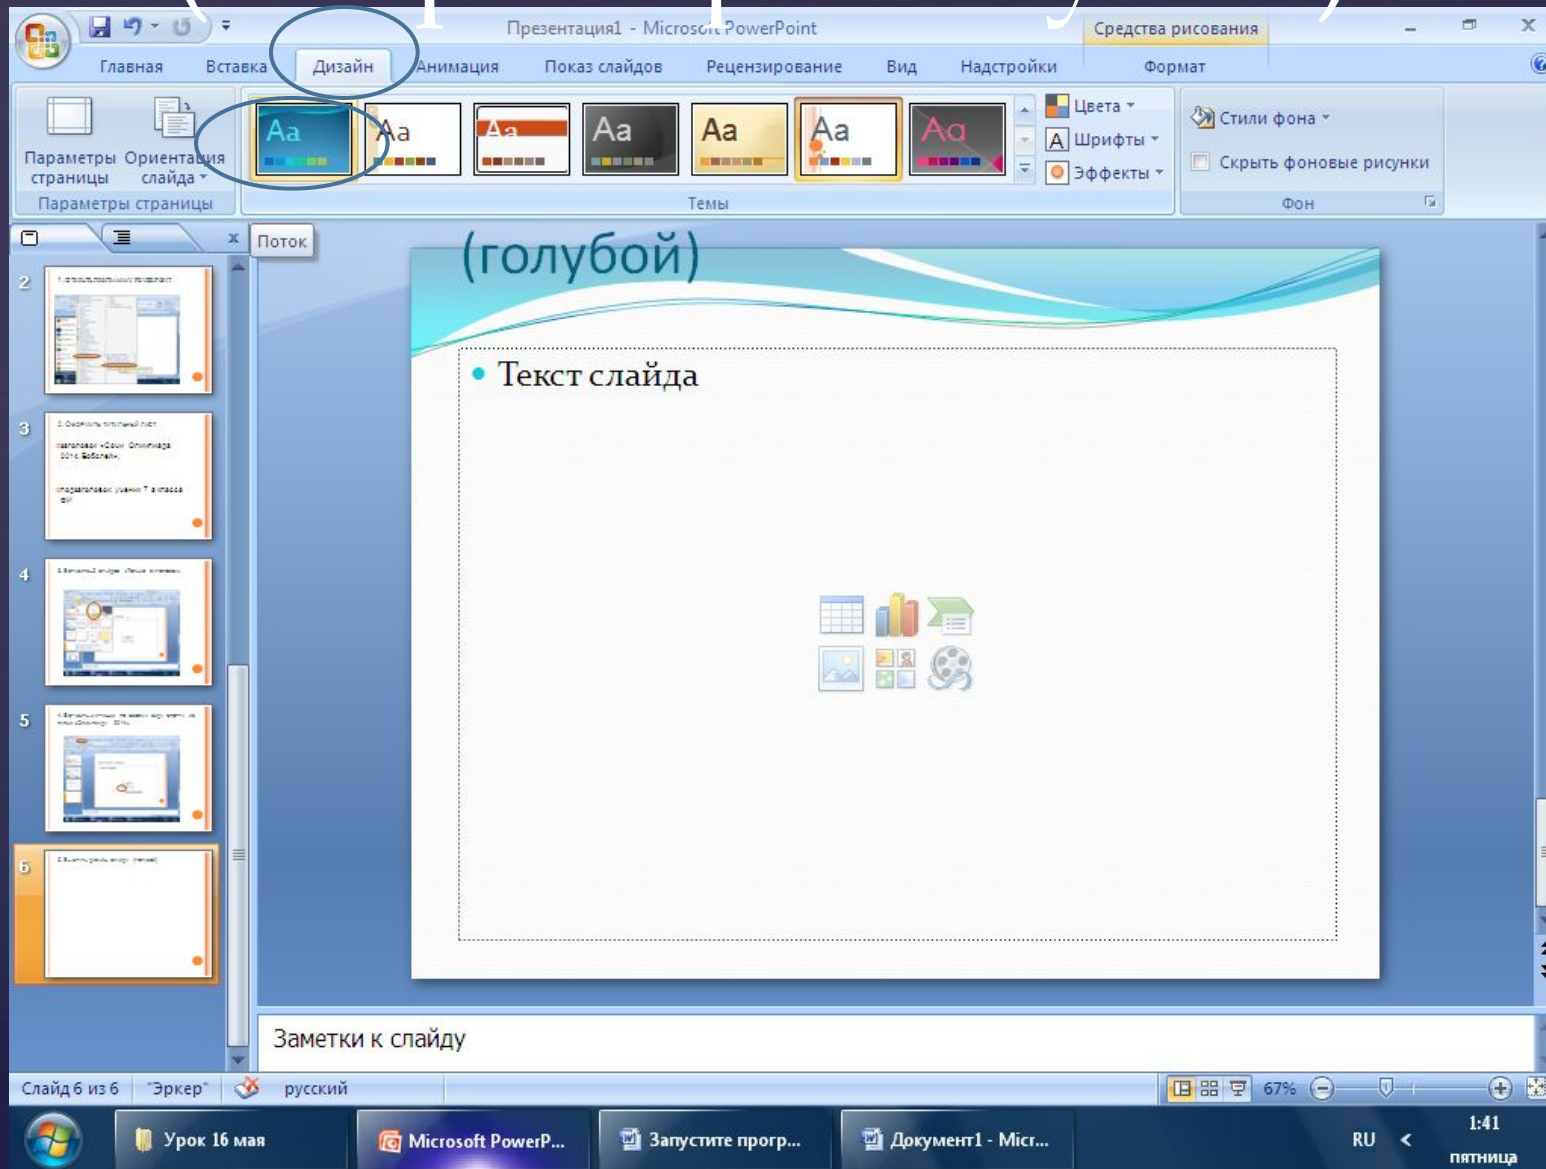 Презентация1 - Microsoft PowerPoint
Средства рисования
Главная Вставка Дизайн Анимация Показ слайдов Рецензирование Вид Надстройки Формат
Параметры страницы
Ориентация слайда
Aa Aa Aa Aa Aa Aa Aa
Цвета
Шрифты
Эффекты
Стили фона
Скрыть фоновые рисунки
Параметры страницы
Темы
Фон
Поток
(голубой)
Текст слайда
2
3
4
5
6
Заметки к слайду
Слайд 6 из 6 "Эркер" русский 67%
Урок 16 мая
Microsoft PowerP...
Запустите прогр...
Документ1 - Micr...
RU
1:41
пятница